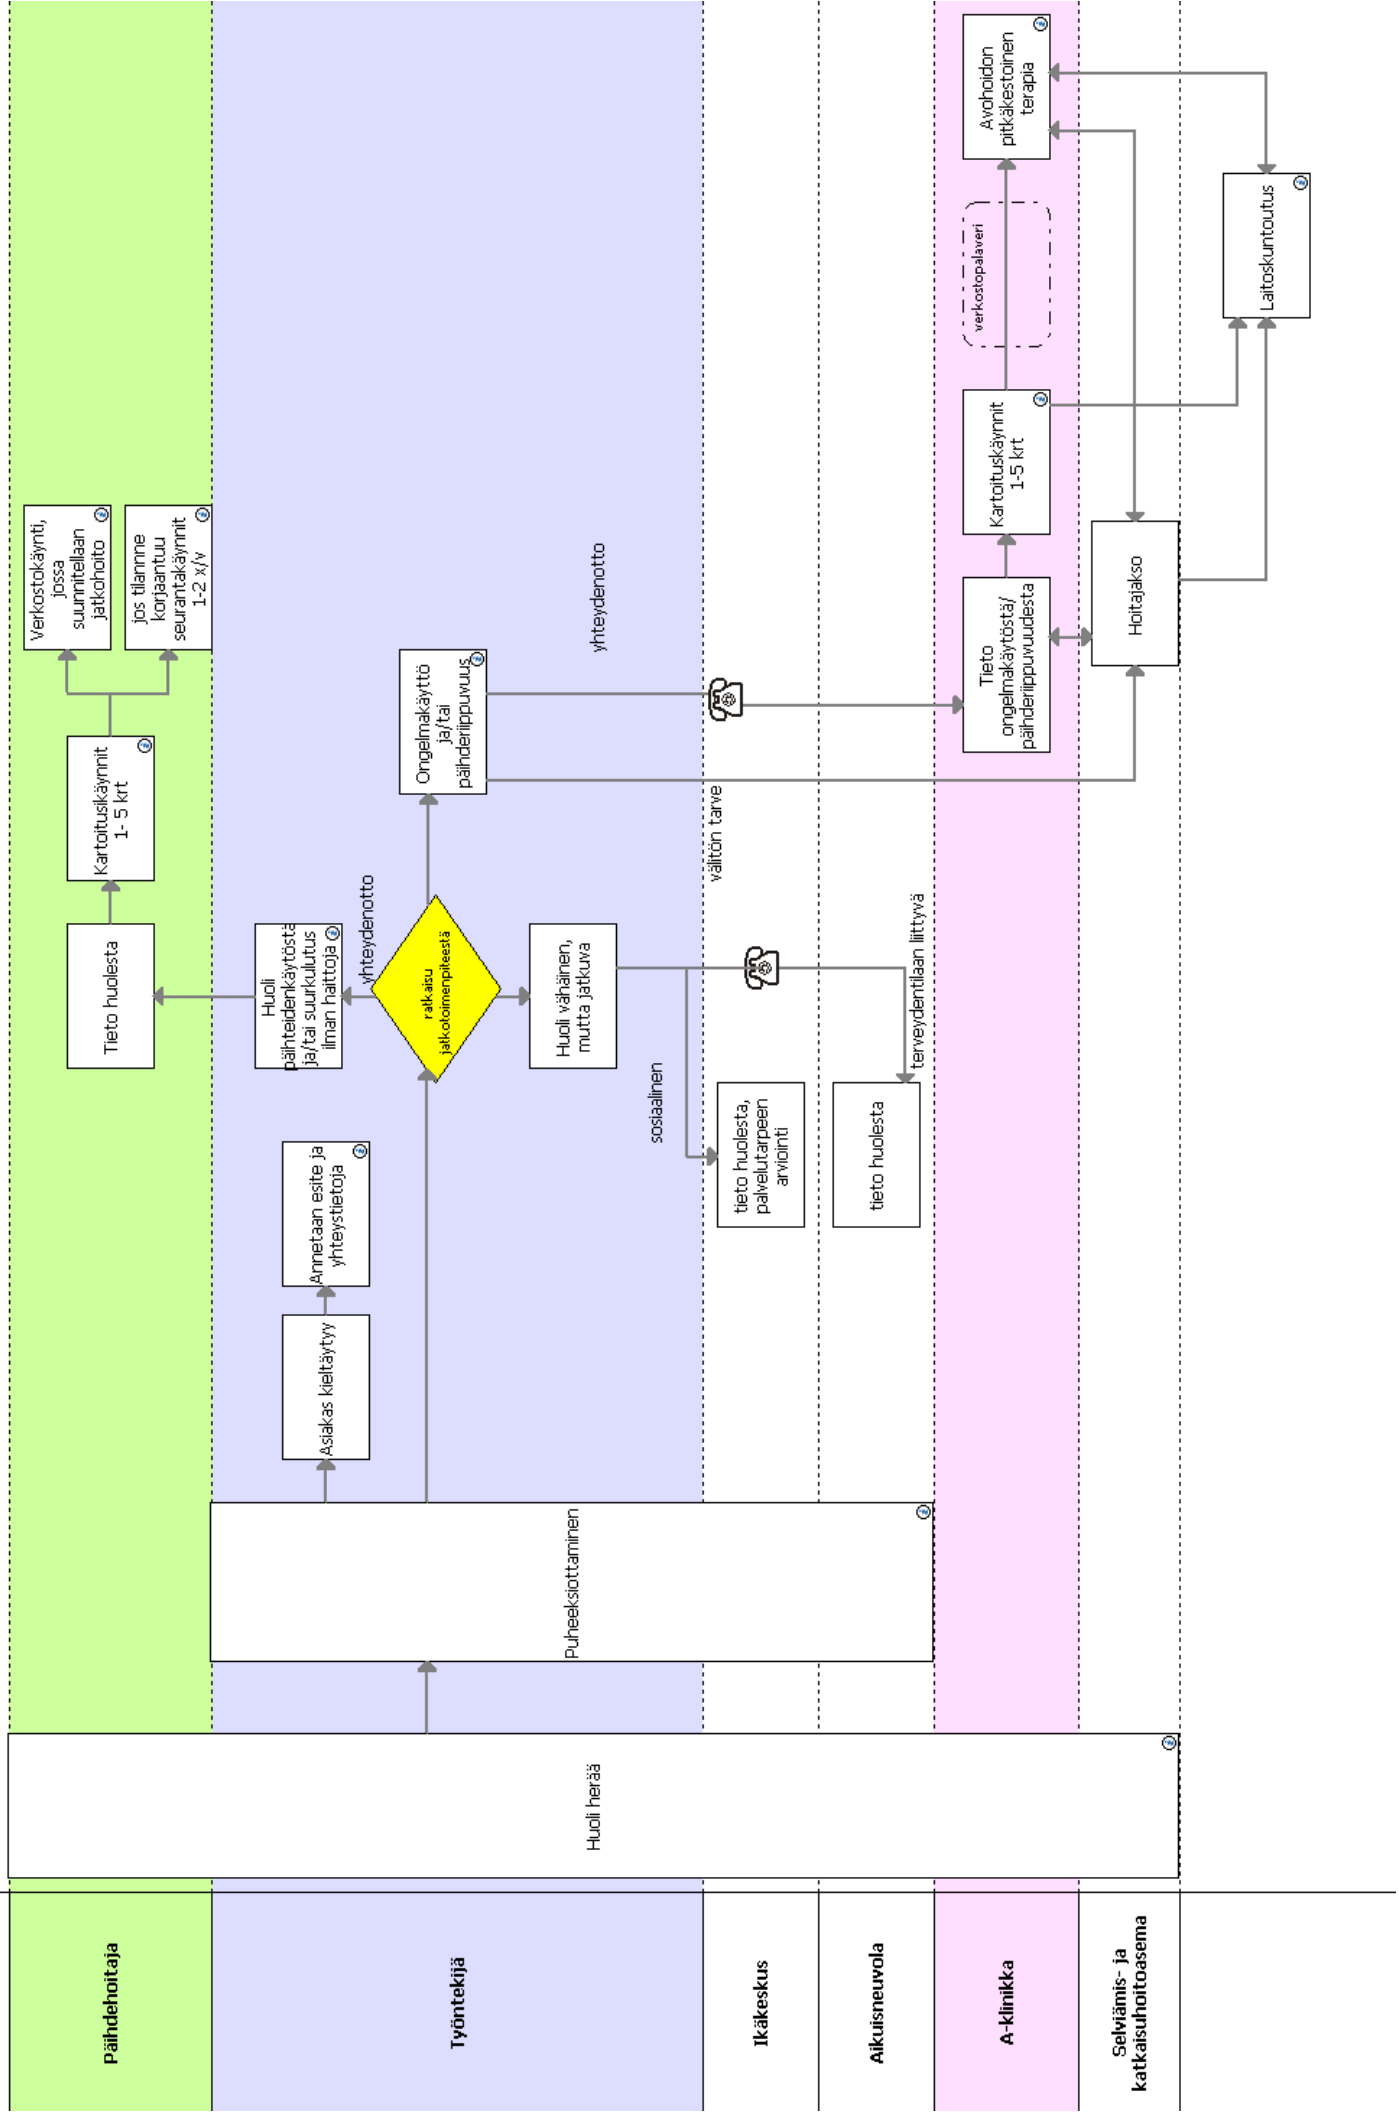 Päihdehoitaja
Työntekijä
Ikäkeskus
Aikuisneuvola
A-klinikka
Selviämis- ja
katkaisuhoitoasema
Huoli herää
Puheeksiottaminen
Asiakas kieltäytyy
Annetaan esite ja
yhteystietoja
ratkaisu
jatkotoimenpiteestä
yhteydenotto
Huoli
päihteidenkäytöstä
ja/tai suurkulutus
ilman haittoja
Tieto huolesta
Kartoitusikäynnit
1- 5 krt
Verkostokäynti,
jossa
suunnitellaan
jatkohoito
jos tilanne
korjaantuu
seurantakäynnit
1-2 x/v
Huoli vähäinen,
mutta jatkuva
sosiaalinen
tieto huolesta,
palvelutarpeen
arviointi
terveydentilaan liittyvä
tieto huolesta
Ongelmakäyttö
ja/tai
päihderiippuvuus
yhteydenotto
välitön tarve
Tieto
ongelmakäytöstä/
päihderiippuvuudesta
Kartoituskäynnit
1-5 krt
verkostopalaveri
Avohoidon
pitkäkestoinen
terapia
Hoitajakso
Laitoskuntoutus